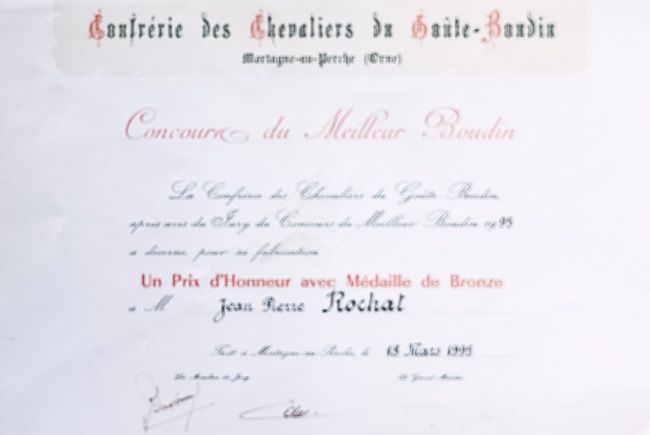 Confrérie des Chevaliers du Goûte-Boudin
Mortagne-au-Perche (Orne)
Concours du Meilleur Boudin
La Confrérie des Chevaliers du Goûte-Boudin
après avis du Jury du Concours du Meilleur Boudin 1995
a décerné pour sa fabrication
Un Prix d'Honneur avec Médaille de Bronze
à M Jean Pierre Rochat
Fait à Mortagne-au-Perche, le Mars 1995
Les Membres du Jury Le Grand-Maître